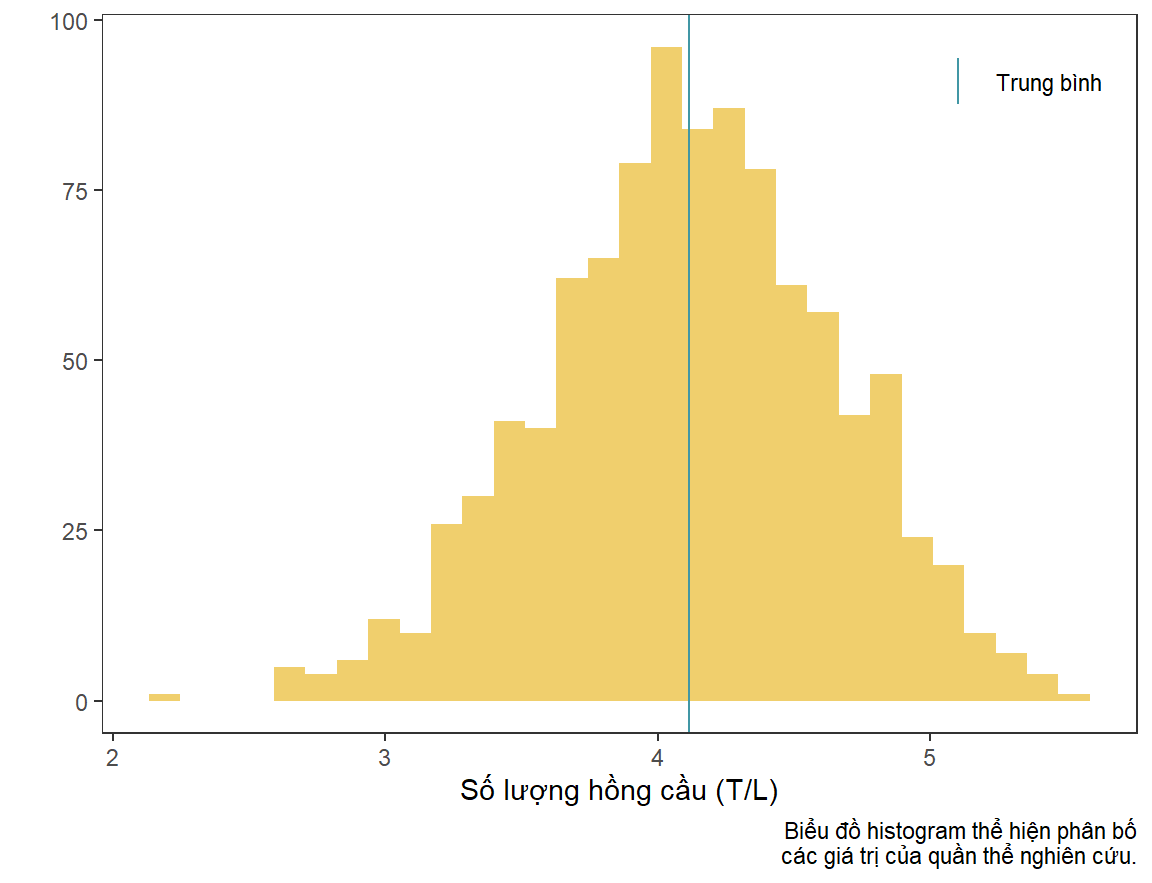 100
75
50
25
0
Trung bình
2
3
4
5
Số lượng hồng cầu (T/L)
Biểu đồ histogram thể hiện phân bố
các giá trị của quần thể nghiên cứu.